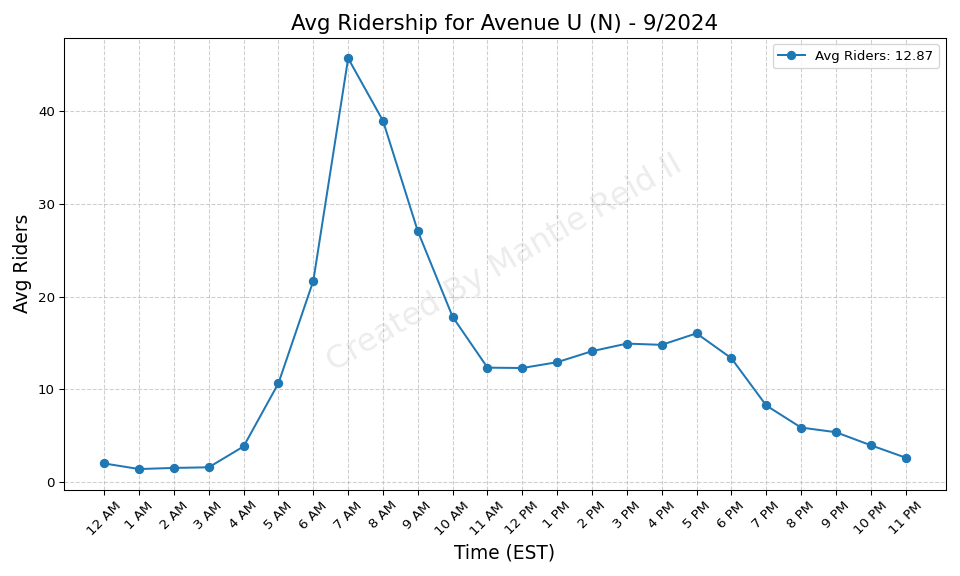 Avg Ridership for Avenue U (N) - 9/2024
Avg Riders: 12.87
Avg Riders
40
30
20
10
0
Created By Mantie Reid II
12 AM
1 AM
2 AM
3 AM
4 AM
5 AM
6 AM
7 AM
8 AM
9 AM
10 AM
11 AM
12 PM
1 PM
2 PM
3 PM
4 PM
5 PM
6 PM
7 PM
8 PM
9 PM
10 PM
11 PM
Time (EST)